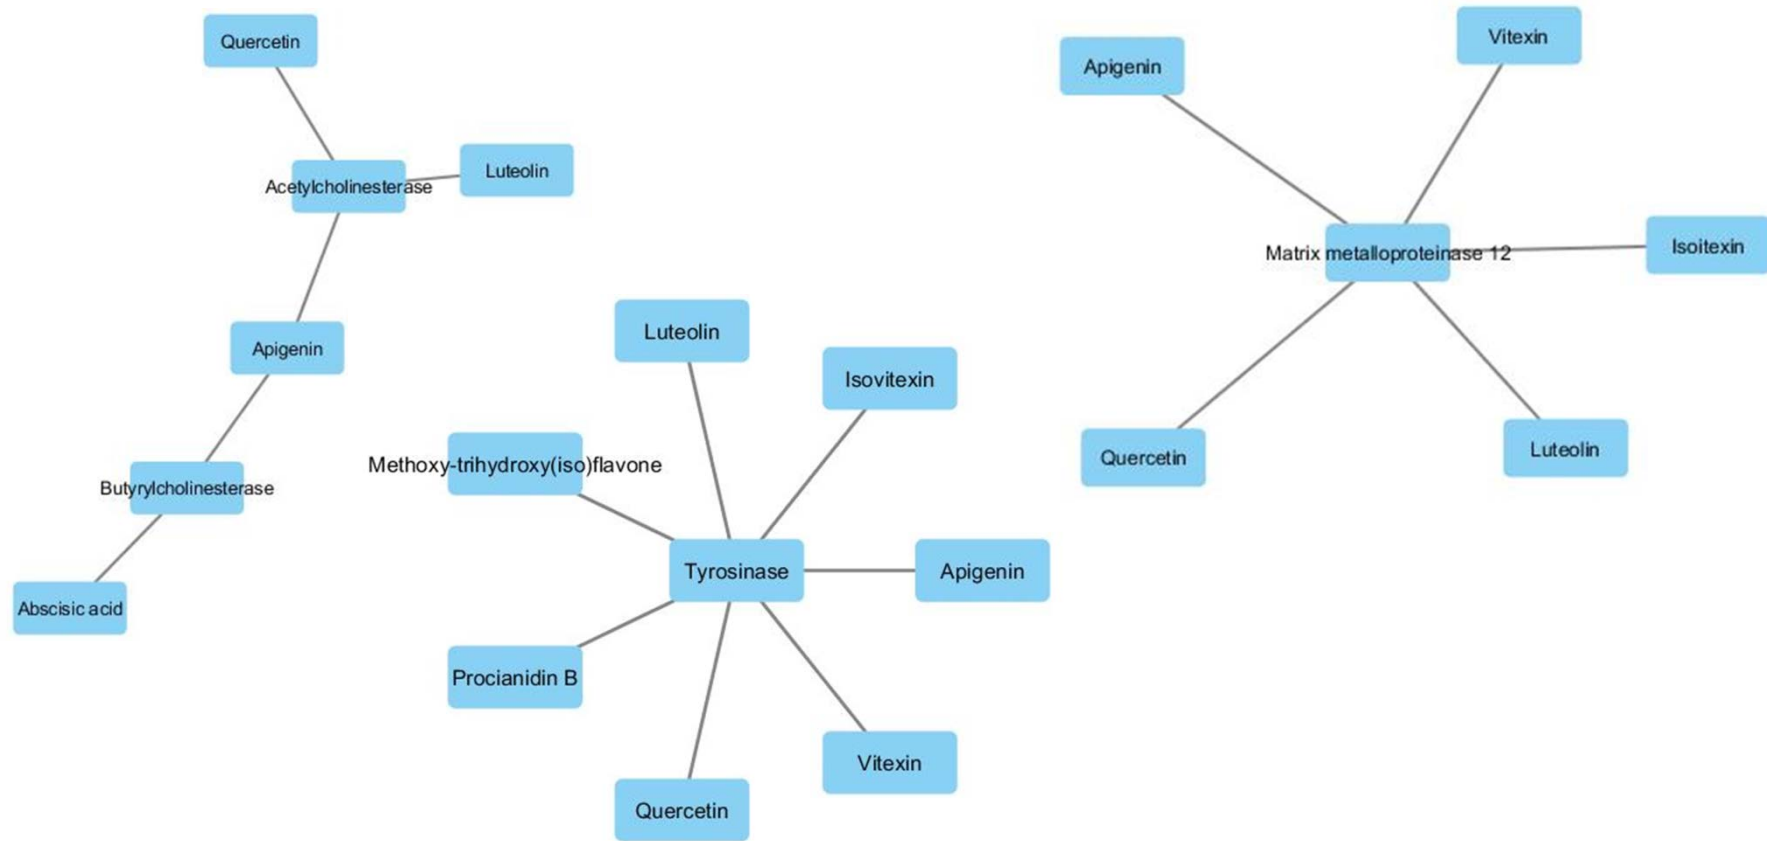 Quercetin
Acetylcholinesterase
Luteolin
Apigenin
Butyrylcholinesterase
Abscisic acid
Luteolin
Isovitexin
Methoxy-trihydroxy(iso)flavone
Tyrosinase
Apigenin
Procianidin B
Vitexin
Quercetin
Vitexin
Apigenin
Matrix metalloproteinase 12
Isoitexin
Quercetin
Luteolin